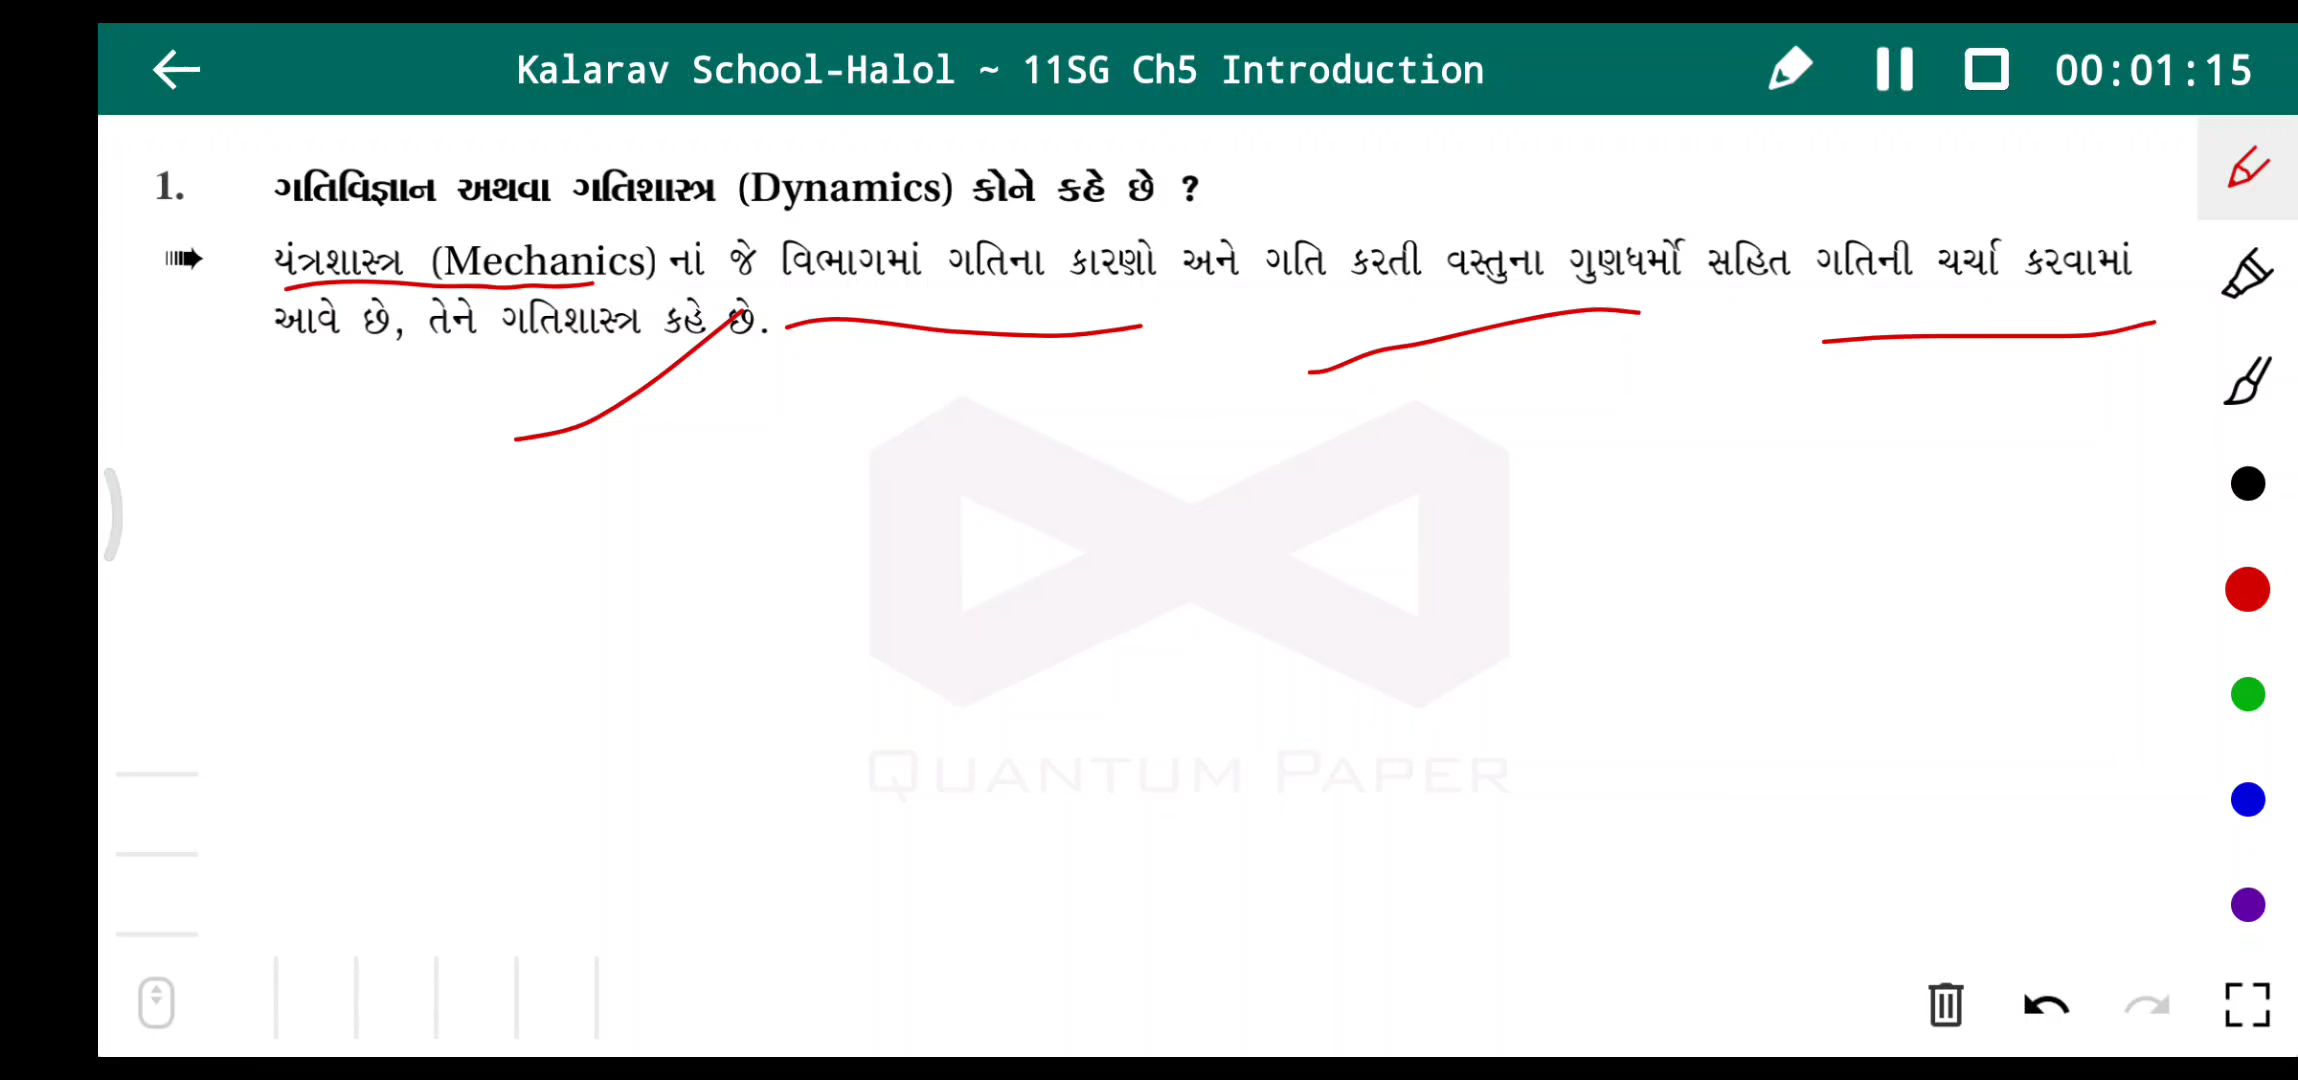 Kalarav School-Halol ~ 11SG Ch5 Introduction 00:01:15
1. ગતિવિજ્ઞાન અથવા ગતિશાસ્ત્ર (Dynamics) કોને કહે છે ?
યંત્રશાસ્ત્ર (Mechanics) નાં જે વિભાગમાં ગતિના કારણો અને ગતિ કરતી વસ્તુના ગુણધર્મો સહિત ગતિની ચર્ચા કરવામાં
આવે છે, તેને ગતિશાસ્ત્ર કહે છે.
QUANTUM PAPER